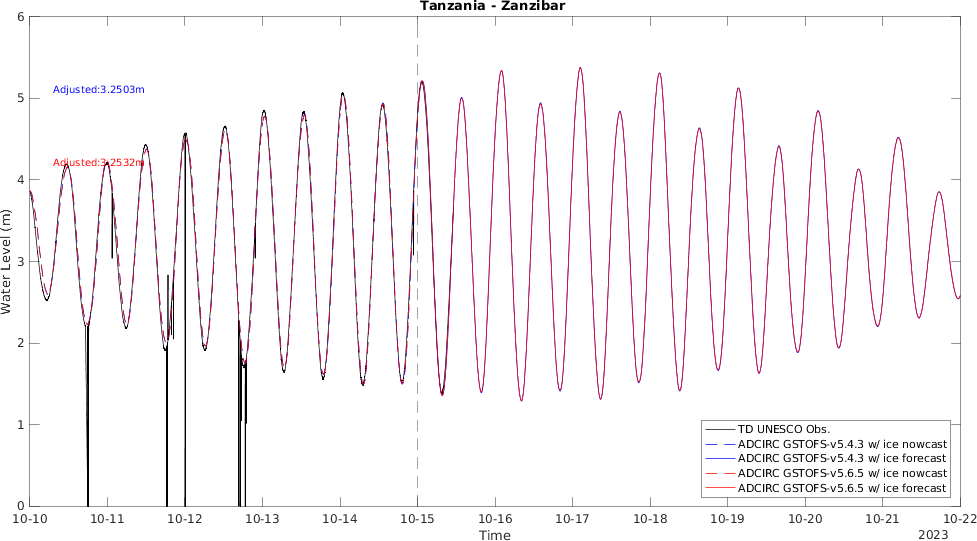 Tanzania - Zanzibar
Water Level (m)
6
5
4
3
2
1
0
Adjusted:3.2503m
Adjusted:3.2532m
TD UNESCO Obs.
ADCIRC GSTOFS-v5.4.3 w/ ice nowcast
ADCIRC GSTOFS-v5.4.3 w/ ice forecast
ADCIRC GSTOFS-v5.6.5 w/ ice nowcast
ADCIRC GSTOFS-v5.6.5 w/ ice forecast
10-10 10-11 10-12 10-13 10-14 10-15 10-16 10-17 10-18 10-19 10-20 10-21 10-22
Time
2023